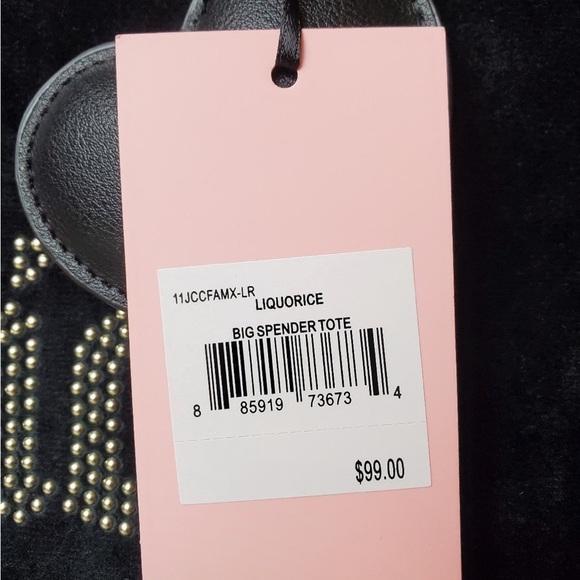 11JCCFAMX-LR LIQUORICE
BIG SPENDER TOTE
8 85919 73673 4
$99.00